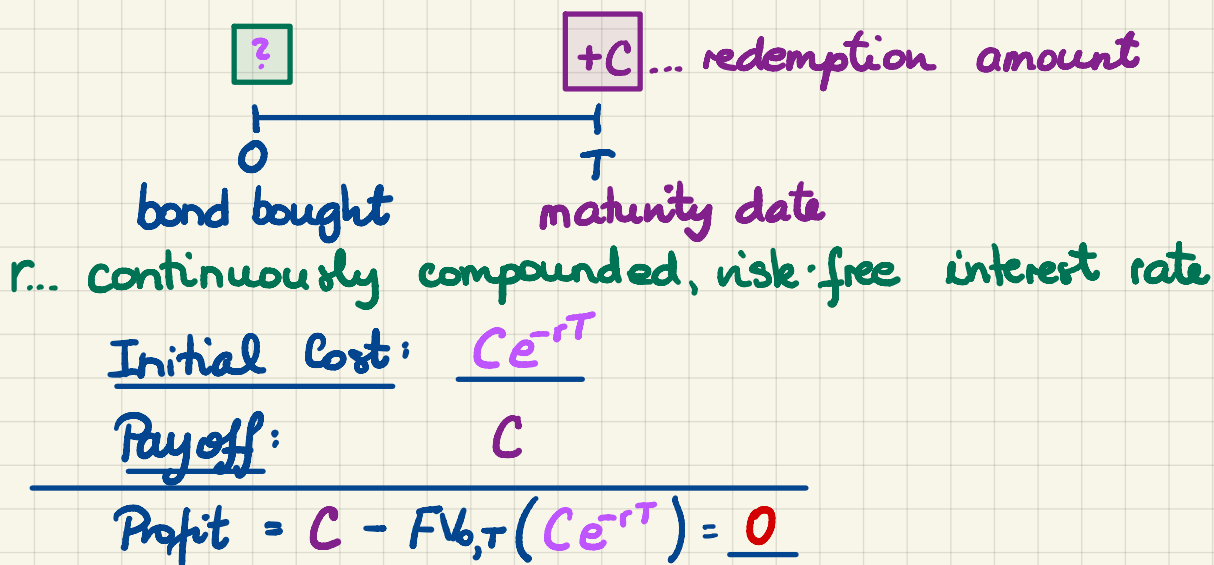 ? +C ... redemption amount
0 T
bond bought maturity date
r... continuously compounded, risk-free interest rate
Initial Cost: Ce^{-rT}
Payoff: C
Profit = C - FV_{0,T}(Ce^{-rT}) = 0